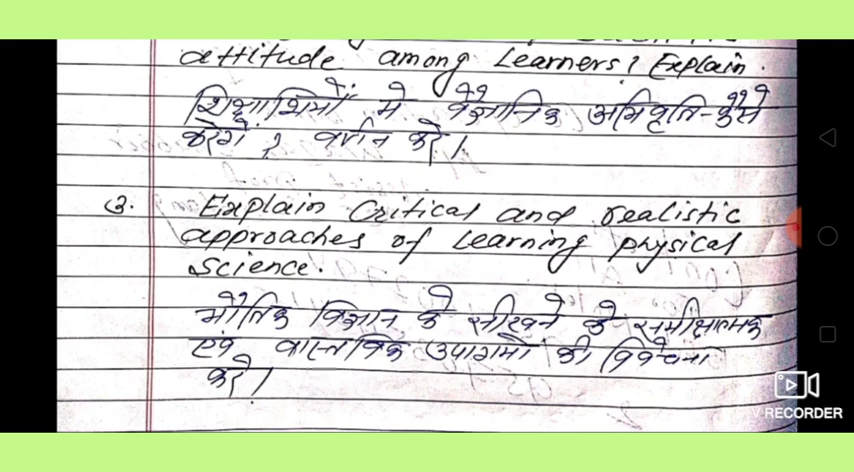 attitude among Learners? Explain.
शिक्षार्थियों में वैज्ञानिक अभिवृति कैसे
करेगें? वर्णन करें।
3. Explain Critical and realistic
approaches of Learning physical
Science.
भौतिक विज्ञान के सीखने के समीक्षात्मक
एवं वास्तविक उपागमों की विवेचना
करें।
V RECORDER